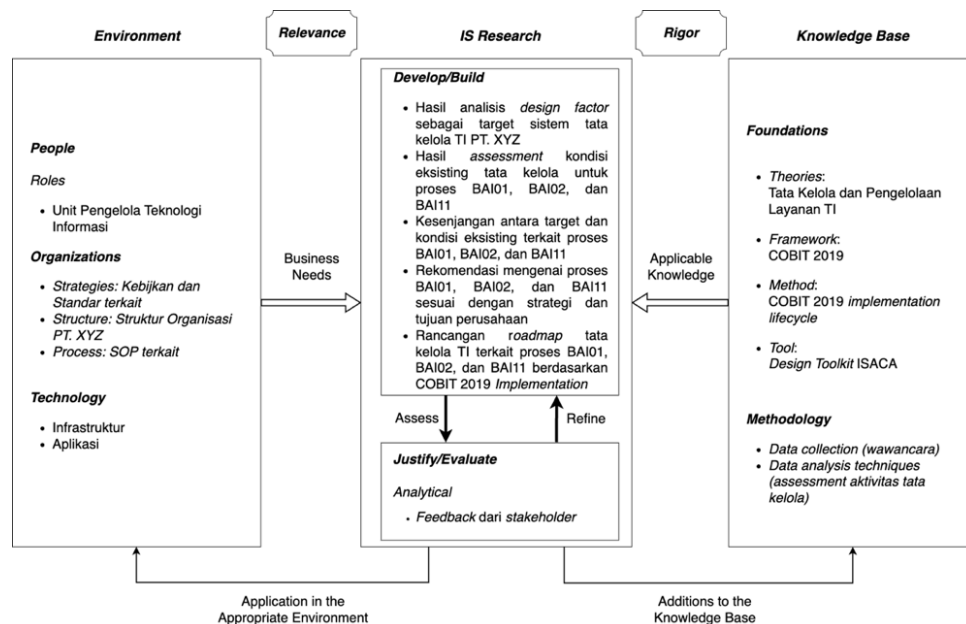 Environment
Relevance
IS Research
Rigor
Knowledge Base
People
Roles
• Unit Pengelola Teknologi
Informasi
Organizations
• Strategies: Kebijkan dan
Standar terkait
• Structure: Struktur Organisasi
PT. XYZ
• Process: SOP terkait
Technology
• Infrastruktur
• Aplikasi
Business
Needs
Develop/Build
• Hasil analisis design factor
sebagai target sistem tata
kelola TI PT. XYZ
• Hasil assessment kondisi
eksisting tata kelola untuk
proses BAI01, BAI02, dan
BAI11
• Kesenjangan antara target dan
kondisi eksisting terkait proses
BAI01, BAI02, dan BAI11
• Rekomendasi mengenai proses
BAI01, BAI02, dan BAI11
sesuai dengan strategi dan
tujuan perusahaan
• Rancangan roadmap tata
kelola TI terkait proses BAI01,
BAI02, dan BAI11 berdasarkan
COBIT 2019 Implementation
Assess
Refine
Justify/Evaluate
Analytical
• Feedback dari stakeholder
Applicable
Knowledge
Foundations
• Theories:
Tata Kelola dan Pengelolaan
Layanan TI
• Framework:
COBIT 2019
• Method:
COBIT 2019 implementation
lifecycle
• Tool:
Design Toolkit ISACA
Methodology
• Data collection (wawancara)
• Data analysis techniques
(assessment aktivitas tata
kelola)
Application in the
Appropriate Environment
Additions to the
Knowledge Base